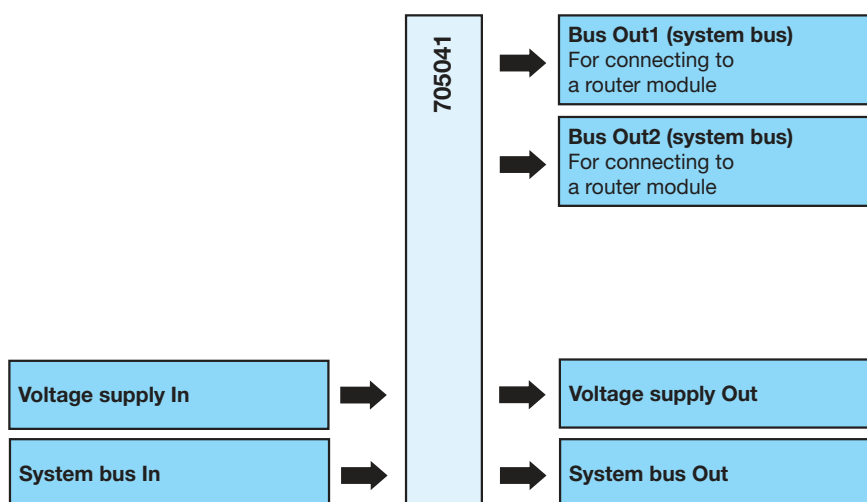 705041
Bus Out1 (system bus)
For connecting to
a router module
Bus Out2 (system bus)
For connecting to
a router module
Voltage supply In
Voltage supply Out
System bus In
System bus Out